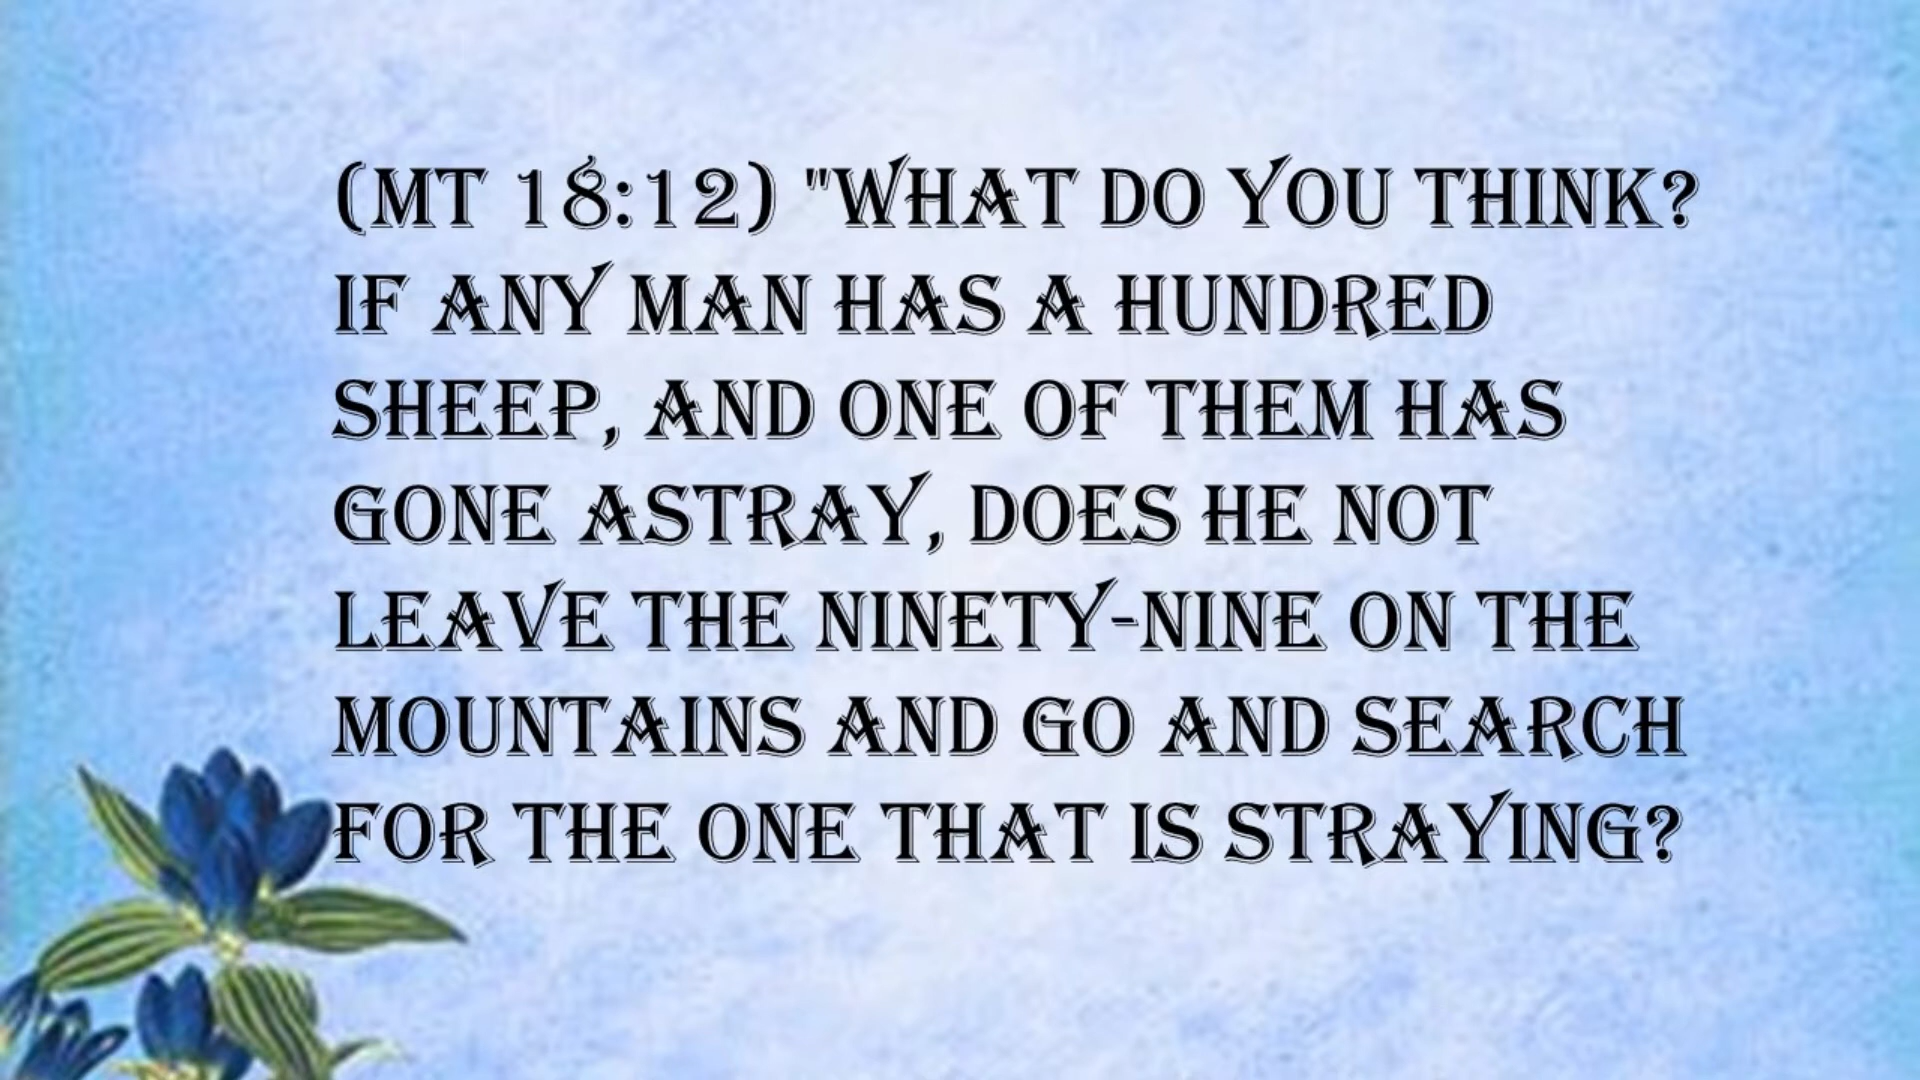 (MT 18:12) "WHAT DO YOU THINK?
IF ANY MAN HAS A HUNDRED
SHEEP, AND ONE OF THEM HAS
GONE ASTRAY, DOES HE NOT
LEAVE THE NINETY-NINE ON THE
MOUNTAINS AND GO AND SEARCH
FOR THE ONE THAT IS STRAYING?